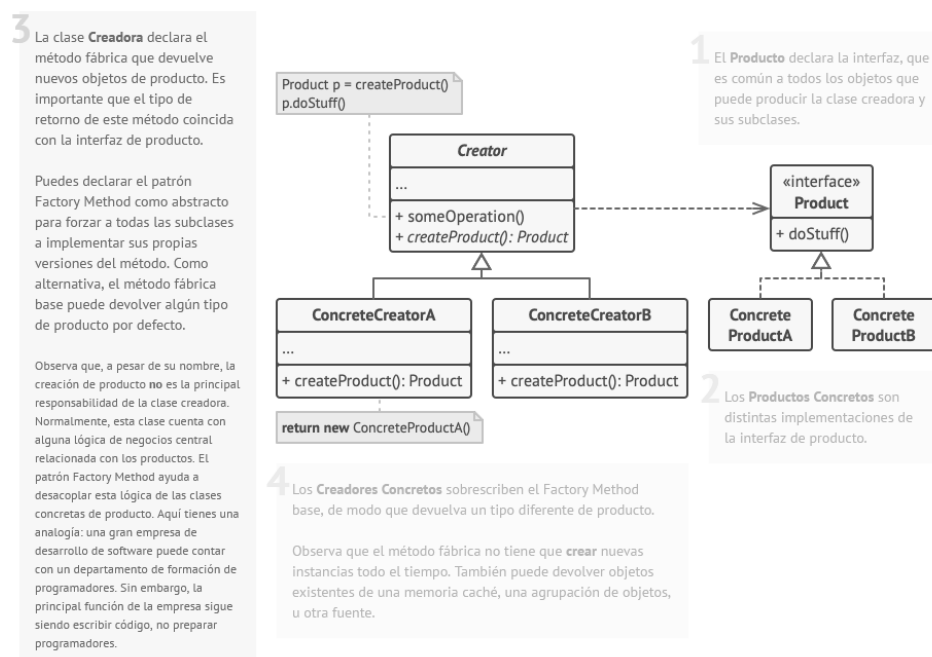 3
La clase Creadora declara el
método fábrica que devuelve
nuevos objetos de producto. Es
importante que el tipo de
retorno de este método coincida
con la interfaz de producto.
Puedes declarar el patrón
Factory Method como abstracto
para forzar a todas las subclases
a implementar sus propias
versiones del método. Como
alternativa, el método fábrica
base puede devolver algún tipo
de producto por defecto.
Observa que, a pesar de su nombre, la
creación de producto no es la principal
responsabilidad de la clase creadora.
Normalmente, esta clase cuenta con
alguna lógica de negocios central
relacionada con los productos. El
patrón Factory Method ayuda a
desacoplar esta lógica de las clases
concretas de producto. Aquí tienes una
analogía: una gran empresa de
desarrollo de software puede contar
con un departamento de formación de
programadores. Sin embargo, la
principal función de la empresa sigue
siendo escribir código, no preparar
programadores.
Product p = createProduct()
p.doStuff()
Creator
...
+ someOperation()
+ createProduct(): Product
ConcreteCreatorA
...
+ createProduct(): Product
return new ConcreteProductA()
ConcreteCreatorB
...
+ createProduct(): Product
1
El Producto declara la interfaz, que
es común a todos los objetos que
puede producir la clase creadora y
sus subclases.
«interface»
Product
+ doStuff()
Concrete
ProductA
Concrete
ProductB
2
Los Productos Concretos son
distintas implementaciones de
la interfaz de producto.
4
Los Creadores Concretos sobrescriben el Factory Method
base, de modo que devuelva un tipo diferente de producto.
Observa que el método fábrica no tiene que crear nuevas
instancias todo el tiempo. También puede devolver objetos
existentes de una memoria caché, una agrupación de objetos,
u otra fuente.